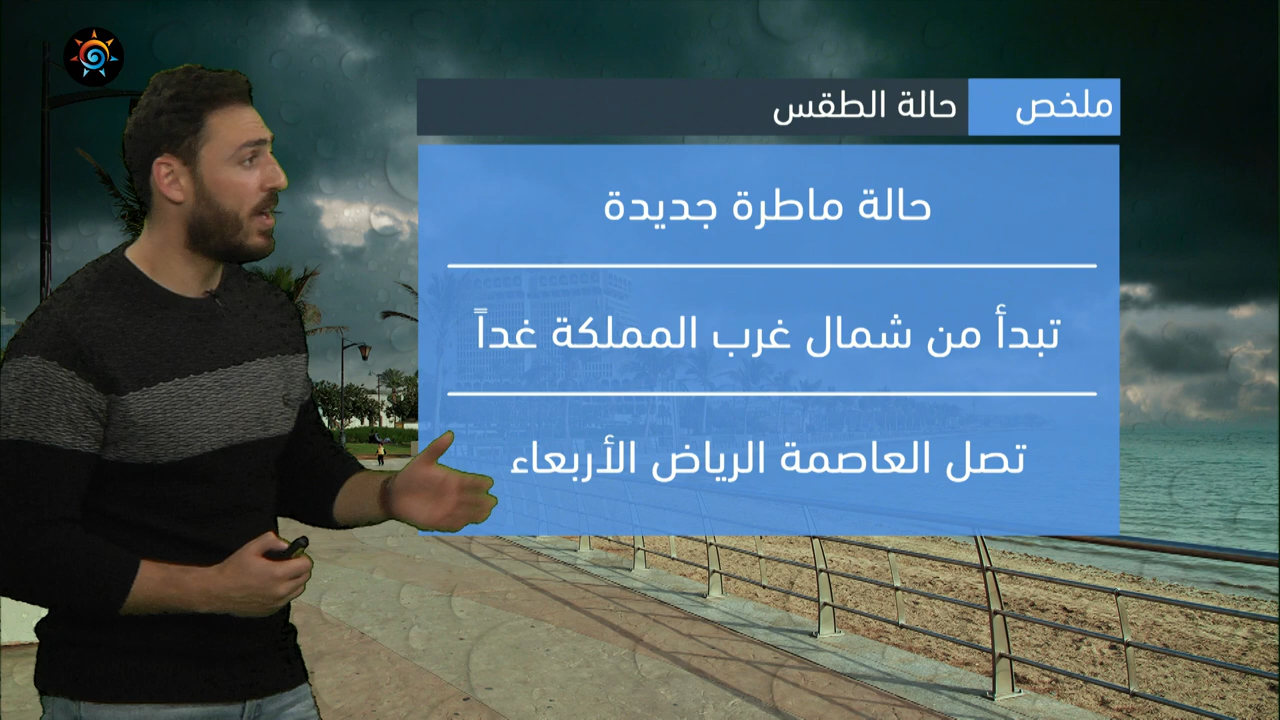 ملخص حالة الطقس
حالة ماطرة جديدة
تبدأ من شمال غرب المملكة غداً
تصل العاصمة الرياض الأربعاء